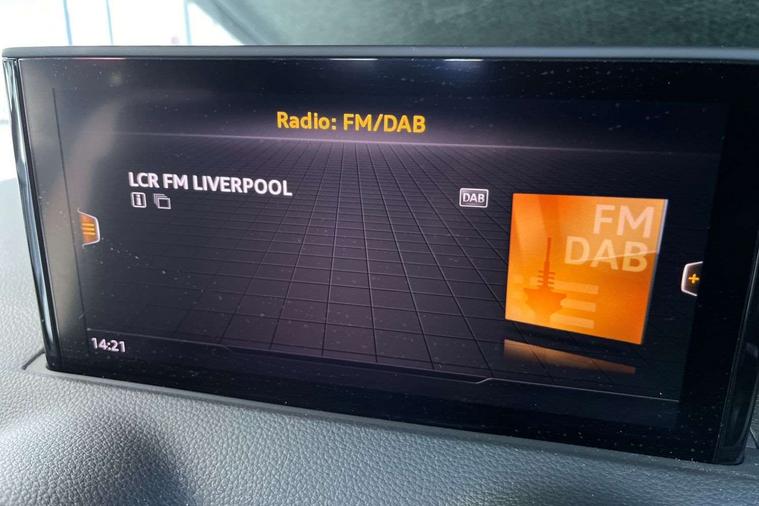 Radio: FM/DAB
LCR FM LIVERPOOL
i
DAB
FM
DAB
14:21